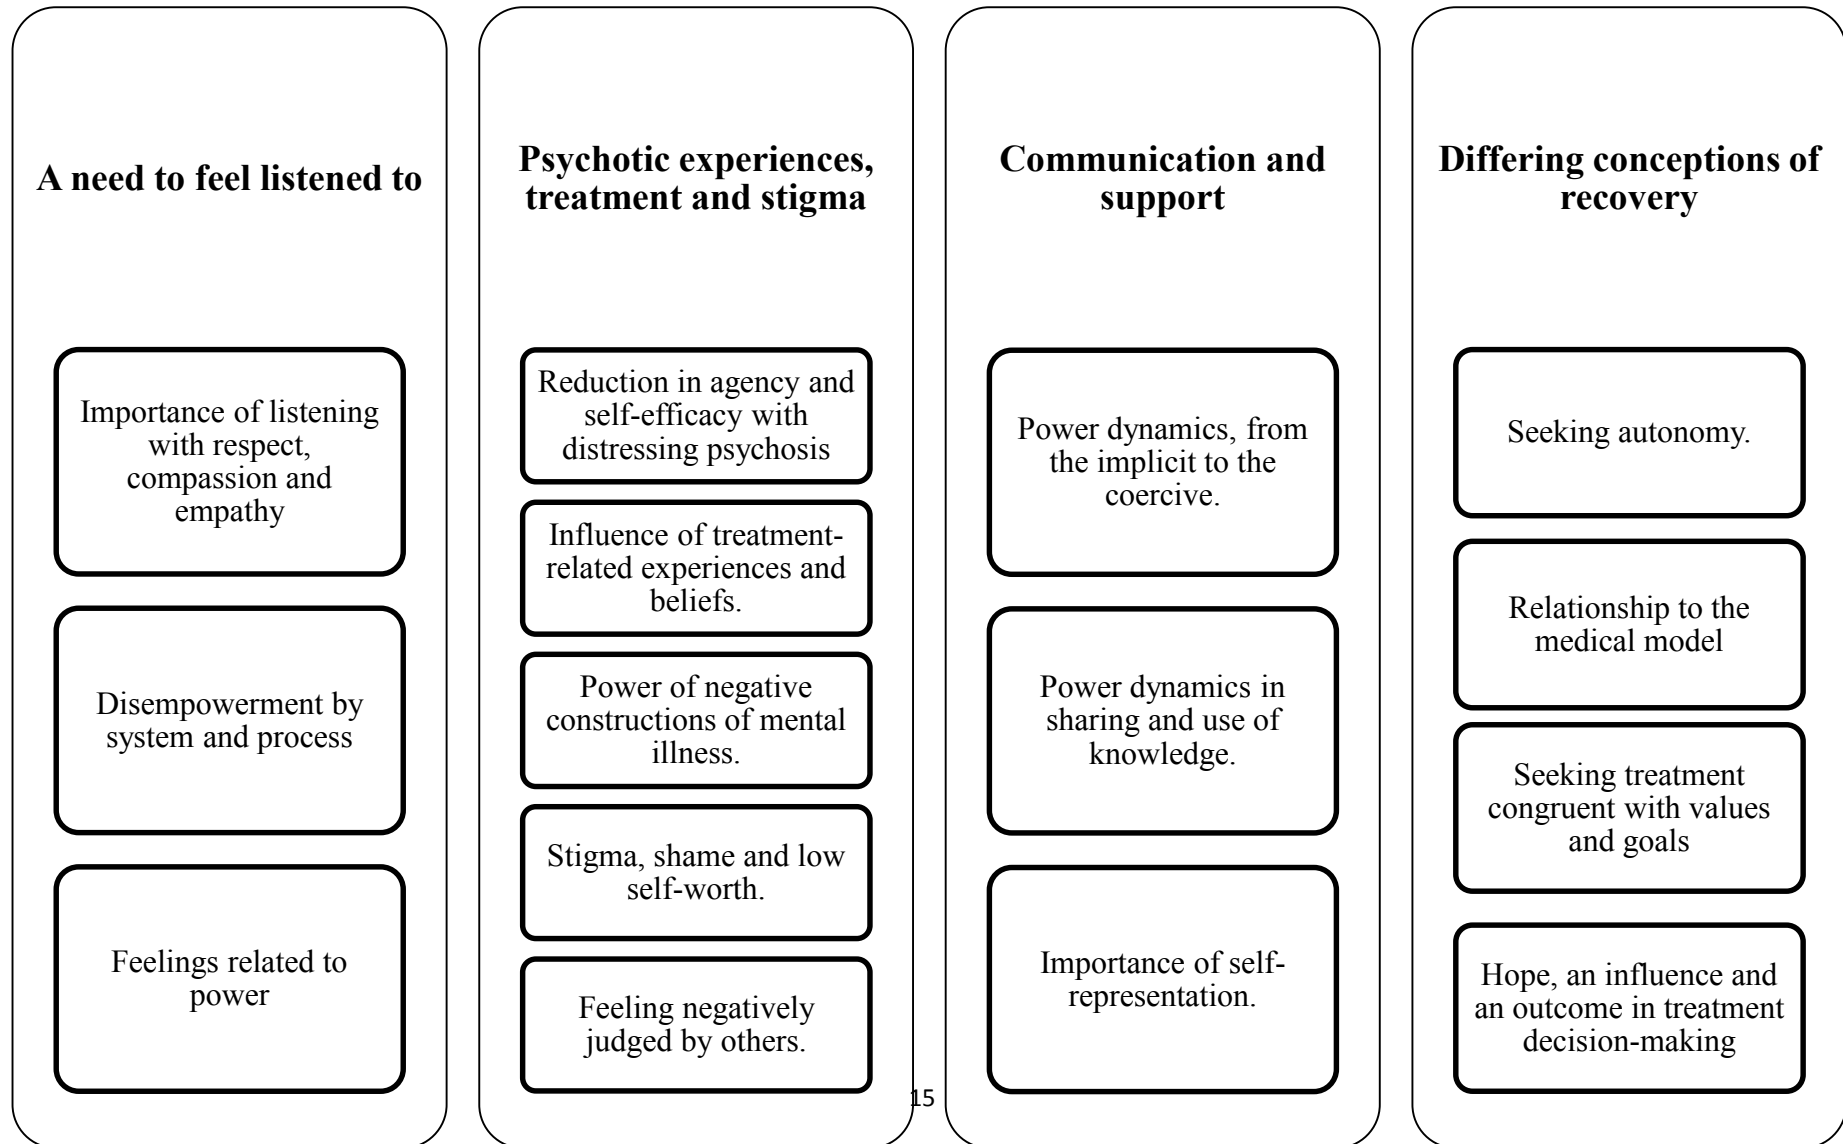 A need to feel listened to
Importance of listening
with respect,
compassion and
empathy
Disempowerment by
system and process
Feelings related to
power
Psychotic experiences,
treatment and stigma
Reduction in agency and
self-efficacy with
distressing psychosis
Influence of treatment-
related experiences and
beliefs.
Power of negative
constructions of mental
illness.
Stigma, shame and low
self-worth.
Feeling negatively
judged by others.
Communication and
support
Power dynamics, from
the implicit to the
coercive.
Power dynamics in
sharing and use of
knowledge.
Importance of self-
representation.
Differing conceptions of
recovery
Seeking autonomy.
Relationship to the
medical model
Seeking treatment
congruent with values
and goals
Hope, an influence and
an outcome in treatment
decision-making
15